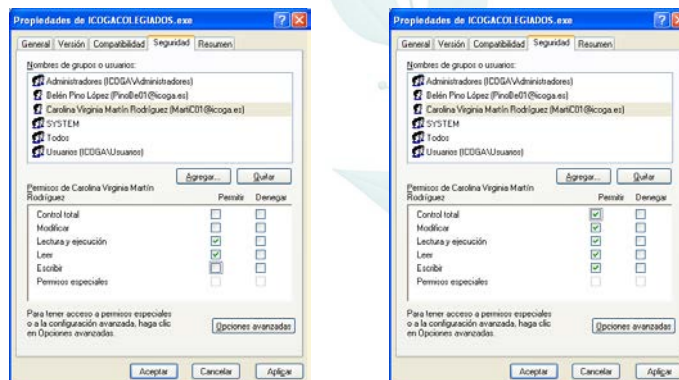 Propiedades de ICOGACOLEGIADOS.exe
General Versión Compatibilidad Seguridad Resumen
Nombres de grupos o usuarios:
Administradores (ICOGA\Administradores)
Belén Pino López (PinoBe01@icoga.es)
Carolina Virginia Martín Rodríguez (MartiC01@icoga.es)
SYSTEM
Todos
Usuarios (ICOGA\Usuarios)
Agregar... Quitar
Permisos de Carolina Virginia Martín
Rodríguez Permitir Denegar
Control total
Modificar
Lectura y ejecución
Leer
Escribir
Permisos especiales
Para tener acceso a permisos especiales
o a la configuración avanzada, haga clic
en Opciones avanzadas.
Opciones avanzadas
Aceptar Cancelar Aplicar
Propiedades de ICOGACOLEGIADOS.exe
General Versión Compatibilidad Seguridad Resumen
Nombres de grupos o usuarios:
Administradores (ICOGA\Administradores)
Belén Pino López (PinoBe01@icoga.es)
Carolina Virginia Martín Rodríguez (MartiC01@icoga.es)
SYSTEM
Todos
Usuarios (ICOGA\Usuarios)
Agregar... Quitar
Permisos de Carolina Virginia Martín
Rodríguez Permitir Denegar
Control total
Modificar
Lectura y ejecución
Leer
Escribir
Permisos especiales
Para tener acceso a permisos especiales
o a la configuración avanzada, haga clic
en Opciones avanzadas.
Opciones avanzadas
Aceptar Cancelar Aplicar